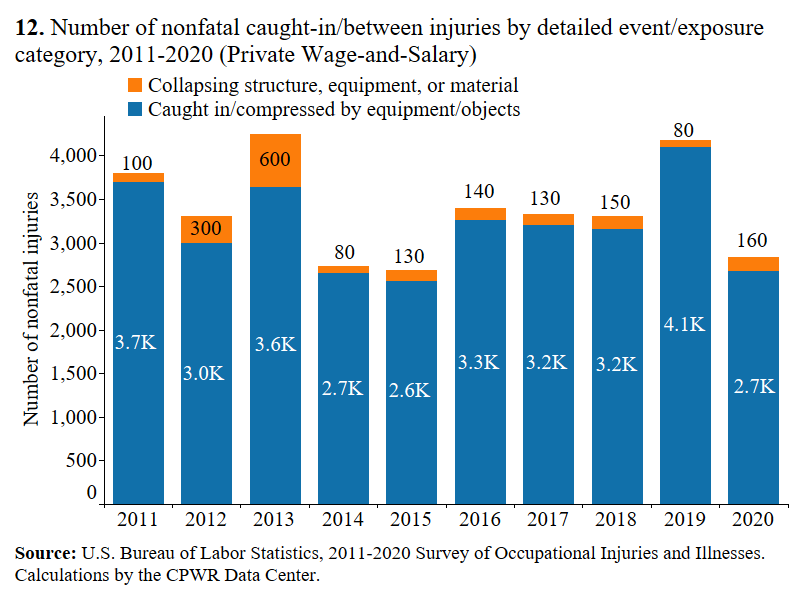 12. Number of nonfatal caught-in/between injuries by detailed event/exposure
category, 2011-2020 (Private Wage-and-Salary)
Collapsing structure, equipment, or material
Caught in/compressed by equipment/objects
Number of nonfatal injuries
4,000
3,500
3,000
2,500
2,000
1,500
1,000
500
0
100
300
600
80
130
140
130
150
80
160
3.7K
3.0K
3.6K
2.7K
2.6K
3.3K
3.2K
3.2K
4.1K
2.7K
2011 2012 2013 2014 2015 2016 2017 2018 2019 2020
Source: U.S. Bureau of Labor Statistics, 2011-2020 Survey of Occupational Injuries and Illnesses.
Calculations by the CPWR Data Center.